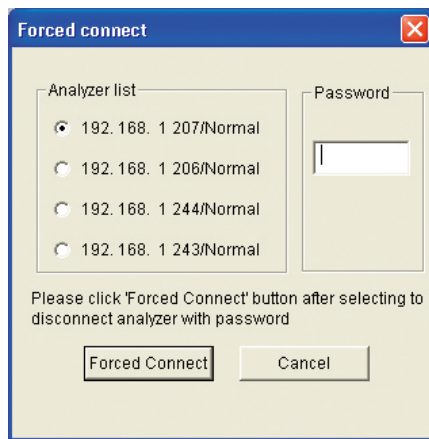 Forced connect
Analyzer list
192. 168.  1 207/Normal
192. 168.  1 206/Normal
192. 168.  1 244/Normal
192. 168.  1 243/Normal
Password
Please click 'Forced Connect' button after selecting to
disconnect analyzer with password
Forced Connect
Cancel